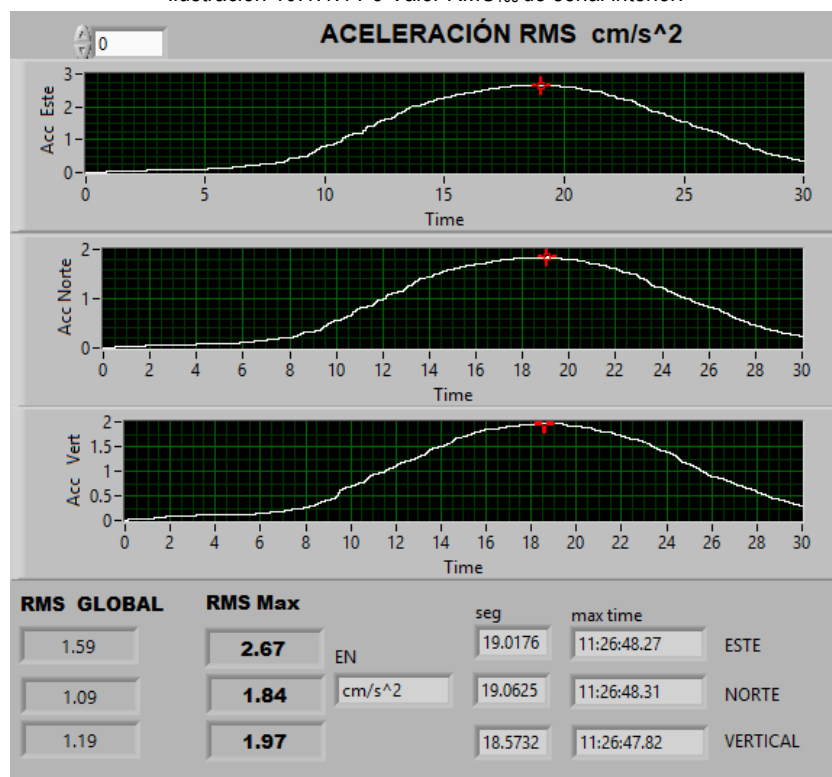 ACELERACIÓN RMS cm/s^2
0
Acc Este
3
2
1
0
0 5 10 15 20 25 30
Time
Acc Norte
2
1
0
0 2 4 6 8 10 12 14 16 18 20 22 24 26 28 30
Time
Acc Vert
2
1.5
1
0.5
0
0 2 4 6 8 10 12 14 16 18 20 22 24 26 28 30
Time
RMS GLOBAL RMS Max seg max time
1.59 2.67 EN 19.0176 11:26:48.27 ESTE
1.09 1.84 cm/s^2 19.0625 11:26:48.31 NORTE
1.19 1.97 18.5732 11:26:47.82 VERTICAL